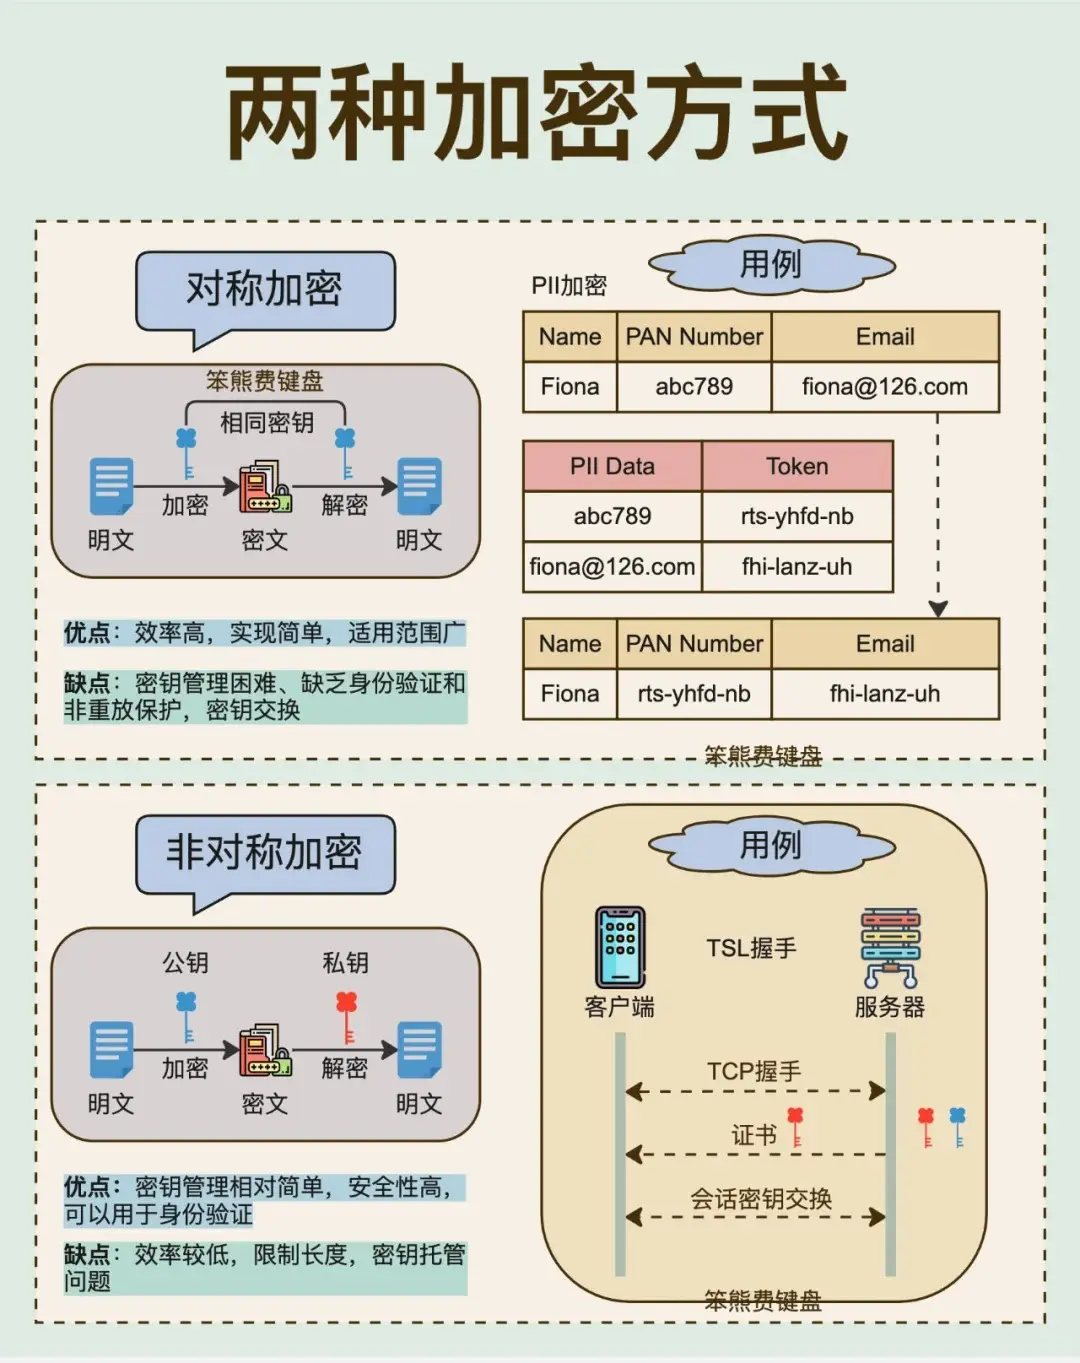 两种加密方式
对称加密
笨熊费键盘
相同密钥
加密
解密
明文
密文
明文
优点：效率高，实现简单，适用范围广
缺点：密钥管理困难、缺乏身份验证和
非重放保护，密钥交换
用例
PII加密
Name PAN Number Email
Fiona abc789 fiona@126.com
PII Data Token
abc789 rts-yhfd-nb
fiona@126.com fhi-lanz-uh
Name PAN Number Email
Fiona rts-yhfd-nb fhi-lanz-uh
笨熊费键盘
非对称加密
公钥
私钥
加密
解密
明文
密文
明文
优点：密钥管理相对简单，安全性高，
可以用于身份验证
缺点：效率较低，限制长度，密钥托管
问题
用例
TSL握手
客户端
服务器
TCP握手
证书
会话密钥交换
笨熊费键盘